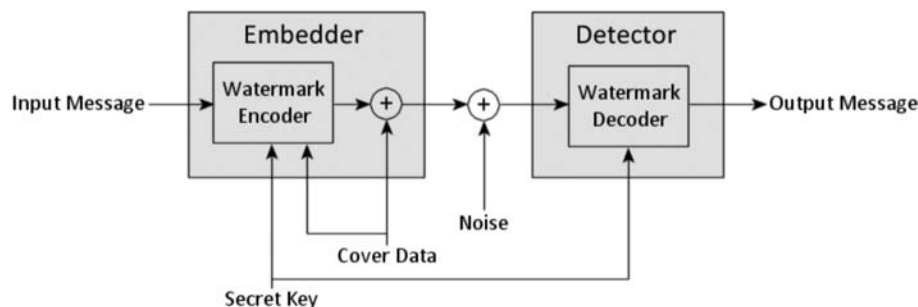 Embedder
Detector
Input Message
Watermark
Encoder
+
+
Watermark
Decoder
Output Message
Noise
Cover Data
Secret Key